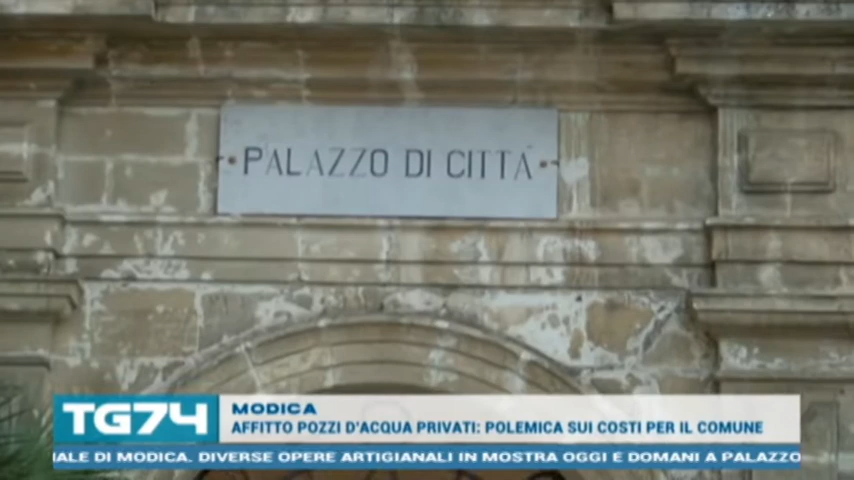 PALAZZO DI CITTÀ
TG74
MODICA
AFFITTO POZZI D'ACQUA PRIVATI: POLEMICA SUI COSTI PER IL COMUNE
IALE DI MODICA. DIVERSE OPERE ARTIGIANALI IN MOSTRA OGGI E DOMANI A PALAZZO